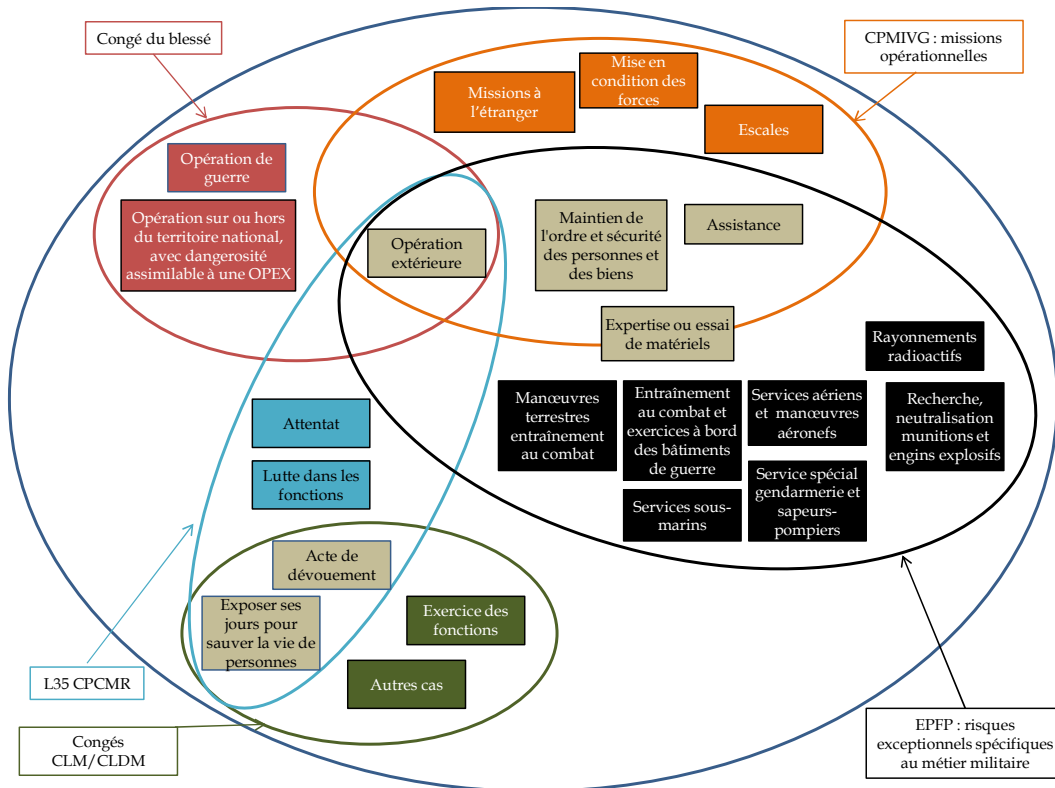 Congé du blessé
CPMIVG : missions
opérationnelles
Missions à
l'étranger
Mise en
condition des
forces
Escales
Opération de
guerre
Opération sur ou hors
du territoire national,
avec dangerosité
assimilable à une OPEX
Opération
extérieure
Maintien de
l'ordre et sécurité
des personnes et
des biens
Assistance
Expertise ou essai
de matériels
Rayonnements
radioactifs
Manœuvres
terrestres
entraînement
au combat
Entraînement
au combat et
exercices à bord
des bâtiments
de guerre
Services aériens
et manœuvres
aéronefs
Recherche,
neutralisation
munitions et
engins explosifs
Services sous-
marins
Service spécial
gendarmerie et
sapeurs-
pompiers
Attentat
Lutte dans les
fonctions
Acte de
dévouement
Exposer ses
jours pour
sauver la vie de
personnes
Exercice des
fonctions
Autres cas
L35 CPCMR
Congés
CLM/CLDM
EPFP : risques
exceptionnels spécifiques
au métier militaire